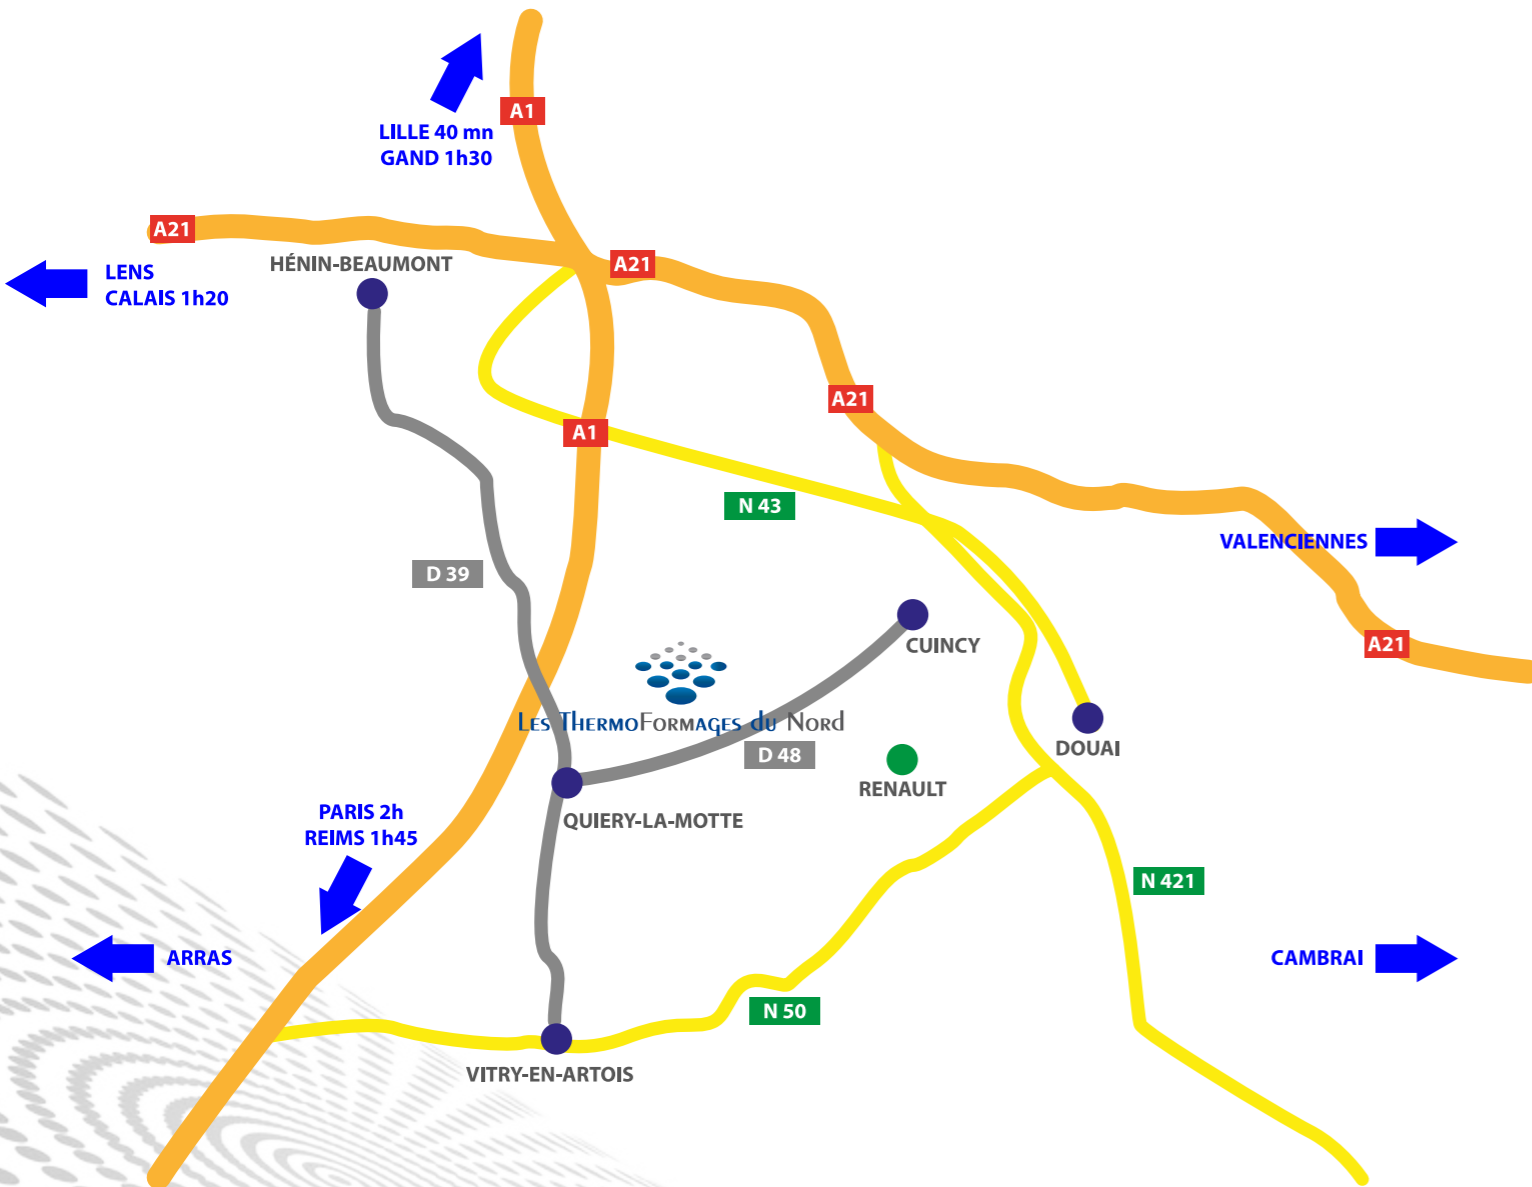 A1
LILLE 40 mn
GAND 1h30
A21
HÉNIN-BEAUMONT
A21
LENS
CALAIS 1h20
A21
A1
N 43
VALENCIENNES
D 39
CUINCY
A21
LES THERMOFORMAGES du NORD
DOUAI
D 48
RENAULT
PARIS 2h
REIMS 1h45
QUIERY-LA-MOTTE
N 421
ARRAS
CAMBRAI
N 50
VITRY-EN-ARTOIS